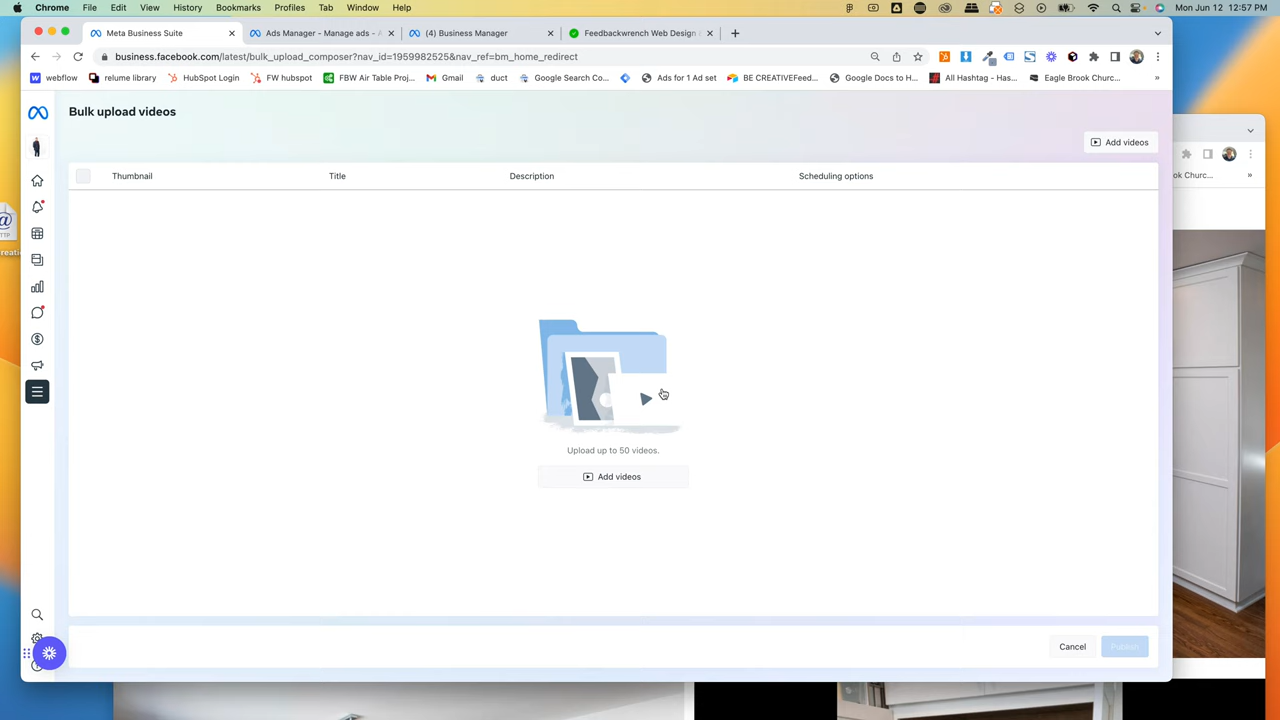 Chrome File Edit View History Bookmarks Profiles Tab Window Help Mon Jun 12 12:57 PM
Meta Business Suite Ads Manager - Manage ads - (4) Business Manager Feedbackwrench Web Design
business.facebook.com/latest/bulk_upload_composer?nav_id=1959982525&nav_ref=bm_home_redirect
webflow relume library HubSpot Login FW hubspot FBW Air Table Proj... Gmail duct Google Search Co... Ads for 1 Ad set BE CREATIVEFeed... Google Docs to H... All Hashtag - Has... Eagle Brook Churc... »
Bulk upload videos
Add videos
Thumbnail Title Description Scheduling options
Upload up to 50 videos.
Add videos
Cancel Publish
ok Churc... »